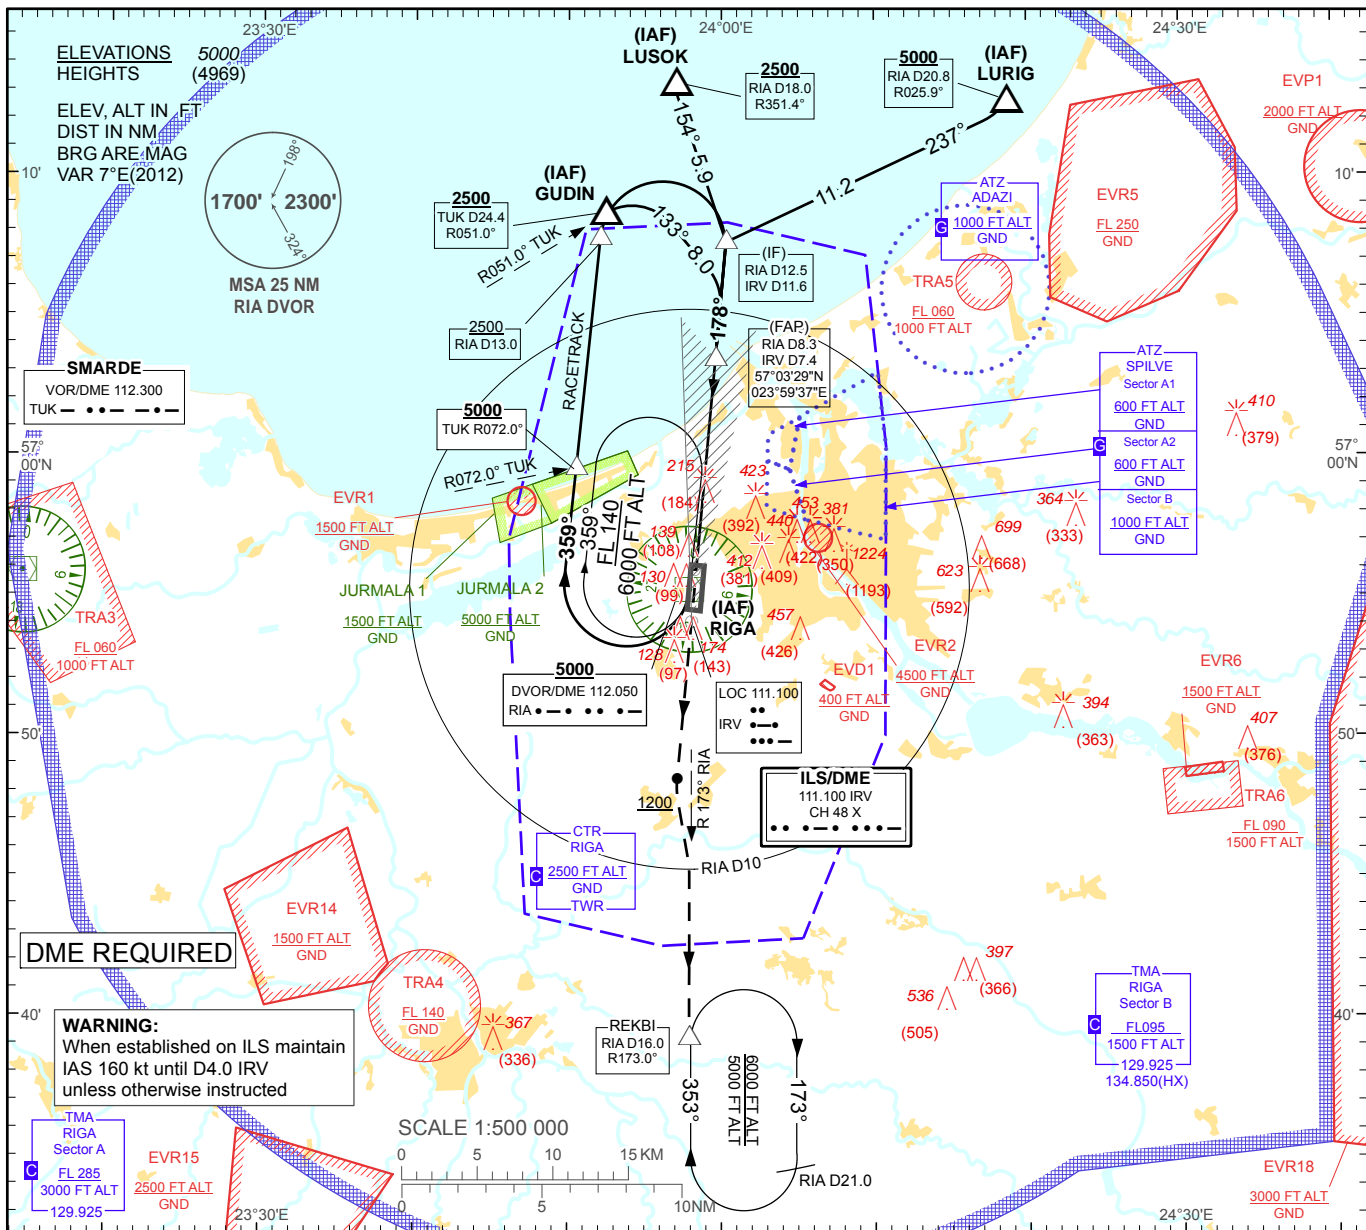 23°30'E
24°00'E
24°30'E
ELEVATIONS 5000
HEIGHTS (4969)
ELEV, ALT IN FT
DIST IN NM
BRG ARE MAG
VAR 7°E(2012)
10'
10'
198°
1700' 2300'
324°
MSA 25 NM
RIA DVOR
(IAF)
LUSOK
2500
RIA D18.0
R351.4°
5000
RIA D20.8
R025.9°
(IAF)
LURIG
EVP1
2000 FT ALT
GND
154°
5.9
237°
11.2
(IAF)
GUDIN
2500
TUK D24.4
R051.0°
R051.0° TUK
133°
8.0
(IF)
RIA D12.5
IRV D11.6
ATZ
ADAZI
G
1000 FT ALT
GND
EVR5
FL 250
GND
TRA5
FL 060
1000 FT ALT
178°
2500
RIA D13.0
(FAP)
RIA D8.3
IRV D7.4
57°03'29"N
023°59'37"E
RACETRACK
SMARDE
VOR/DME 112.300
TUK
5000
TUK R072.0°
R072.0° TUK
ATZ
SPILVE
Sector A1
600 FT ALT
GND
G
Sector A2
600 FT ALT
GND
Sector B
1000 FT ALT
GND
410
(379)
57°
00'N
57°
00'N
EVR1
1500 FT ALT
GND
215
(184)
423
(392)
453
(422)
381
(350)
440
(409)
412
(381)
1224
(1193)
364
(333)
699
(668)
623
(592)
139
(108)
130
(99)
359°
359°
FL 140
6000 FT ALT
JURMALA 1
1500 FT ALT
GND
JURMALA 2
5000 FT ALT
GND
TRA3
FL 060
1000 FT ALT
(IAF)
RIGA
457
(426)
128
(97)
174
(143)
EVR2
4500 FT ALT
GND
EVD1
400 FT ALT
GND
5000
DVOR/DME 112.050
RIA
LOC 111.100
IRV
394
(363)
EVR6
1500 FT ALT
GND
407
(376)
TRA6
FL 090
1500 FT ALT
50'
50'
ILS/DME
111.100 IRV
CH 48 X
R 173° RIA
1200
RIA D10
CTR
RIGA
C
2500 FT ALT
GND
TWR
EVR14
1500 FT ALT
GND
DME REQUIRED
TRA4
FL 140
GND
367
(336)
397
(366)
536
(505)
TMA
RIGA
Sector B
C
FL095
1500 FT ALT
129.925
134.850(HX)
40'
40'
WARNING:
When established on ILS maintain
IAS 160 kt until D4.0 IRV
unless otherwise instructed
REKBI
RIA D16.0
R173.0°
353°
6000 FT ALT
5000 FT ALT
173°
RIA D21.0
SCALE 1:500 000
0 5 10 15 KM
0 5 10NM
TMA
RIGA
Sector A
C
FL 285
3000 FT ALT
129.925
EVR15
2500 FT ALT
GND
EVR18
3000 FT ALT
GND
23°30'E
24°30'E